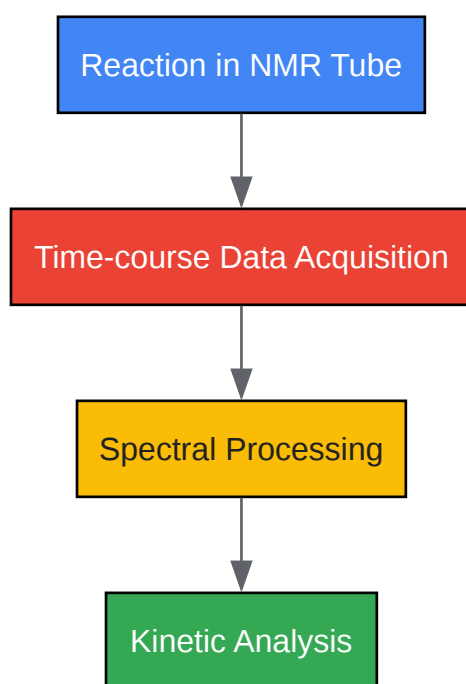 Reaction in NMR Tube
Time-course Data Acquisition
Spectral Processing
Kinetic Analysis